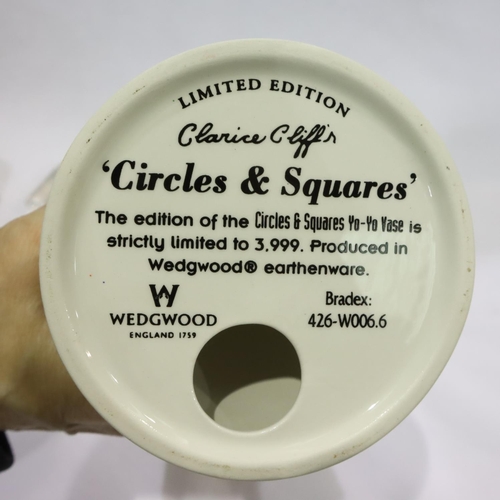 LIMITED EDITION
Clarice Cliff's
'Circles & Squares'
The edition of the Circles & Squares Yo-Yo Vase is
strictly limited to 3,999. Produced in
Wedgwood® earthenware.
W
WEDGWOOD
ENGLAND 1759
Bradex:
426-W006.6